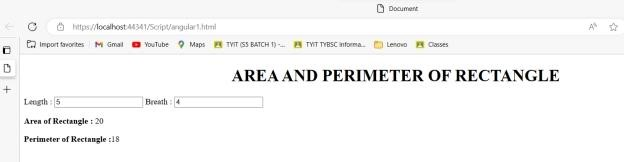 Document
https://localhost:44341/Script/angular1.html
Import favorites Gmail YouTube Maps TYIT (S5 BATCH 1) -... TYIT TYBSC Informa... Lenovo Classes
AREA AND PERIMETER OF RECTANGLE
Length : 5 Breath : 4
Area of Rectangle : 20
Perimeter of Rectangle :18